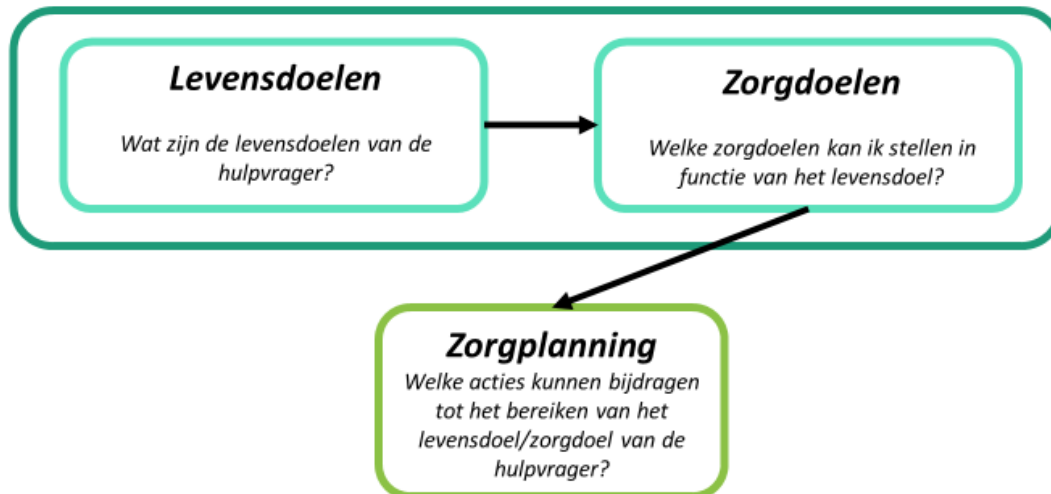 Levensdoelen
Wat zijn de levensdoelen van de
hulpvrager?
Zorgdoelen
Welke zorgdoelen kan ik stellen in
functie van het levensdoel?
Zorgplanning
Welke acties kunnen bijdragen
tot het bereiken van het
levensdoel/zorgdoel van de
hulpvrager?